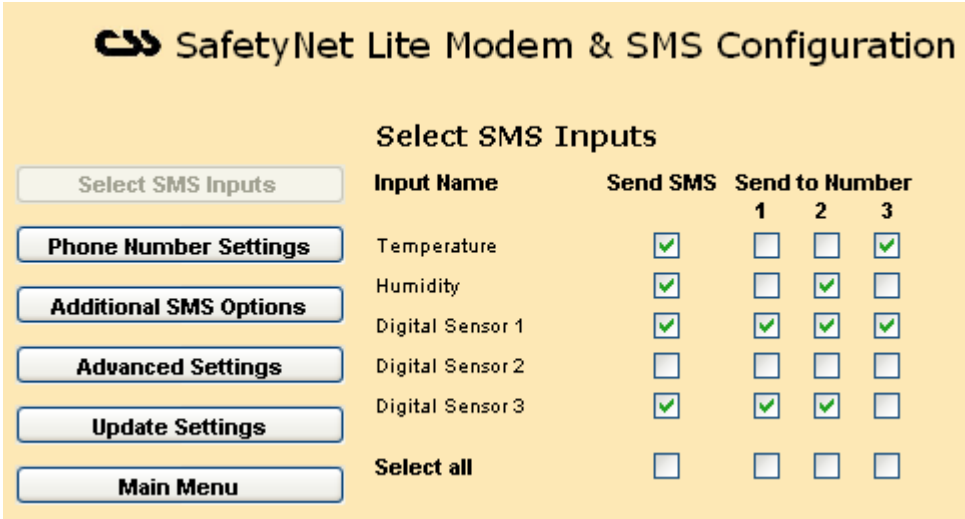 CSS SafetyNet Lite Modem & SMS Configuration
Select SMS Inputs
Select SMS Inputs
Input Name Send SMS Send to Number
1 2 3
Phone Number Settings
Temperature
Humidity
Additional SMS Options
Digital Sensor 1
Advanced Settings
Digital Sensor 2
Digital Sensor 3
Update Settings
Select all
Main Menu